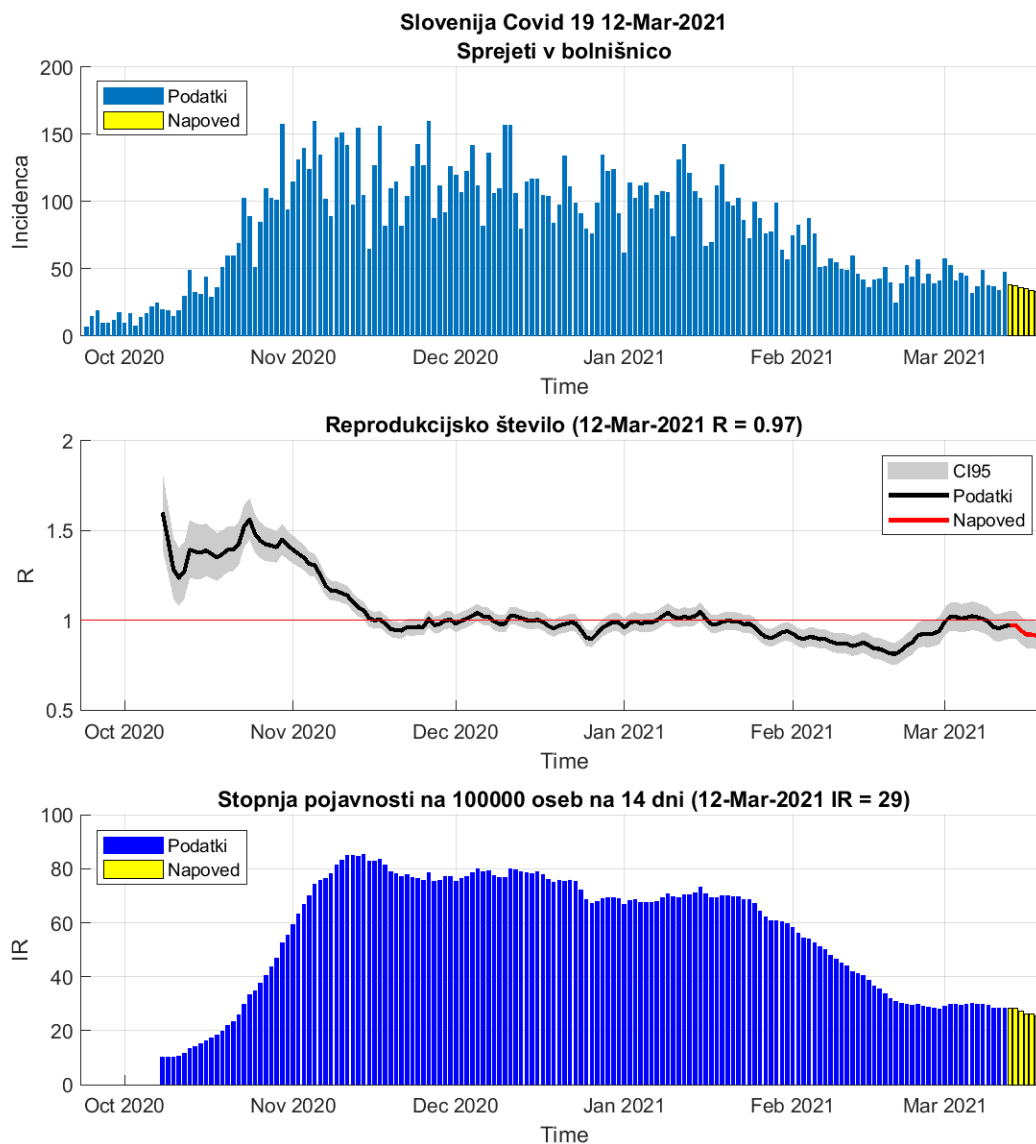 Slovenija Covid 19 12-Mar-2021
Sprejeti v bolnišnico
200
150
100
50
0
Incidenca
Podatki
Napoved
Oct 2020 Nov 2020 Dec 2020 Jan 2021 Feb 2021 Mar 2021
Time
Reprodukcijsko število (12-Mar-2021 R = 0.97)
2
1.5
1
0.5
R
CI95
Podatki
Napoved
Oct 2020 Nov 2020 Dec 2020 Jan 2021 Feb 2021 Mar 2021
Time
Stopnja pojavnosti na 100000 oseb na 14 dni (12-Mar-2021 IR = 29)
100
80
60
40
20
0
IR
Podatki
Napoved
Oct 2020 Nov 2020 Dec 2020 Jan 2021 Feb 2021 Mar 2021
Time